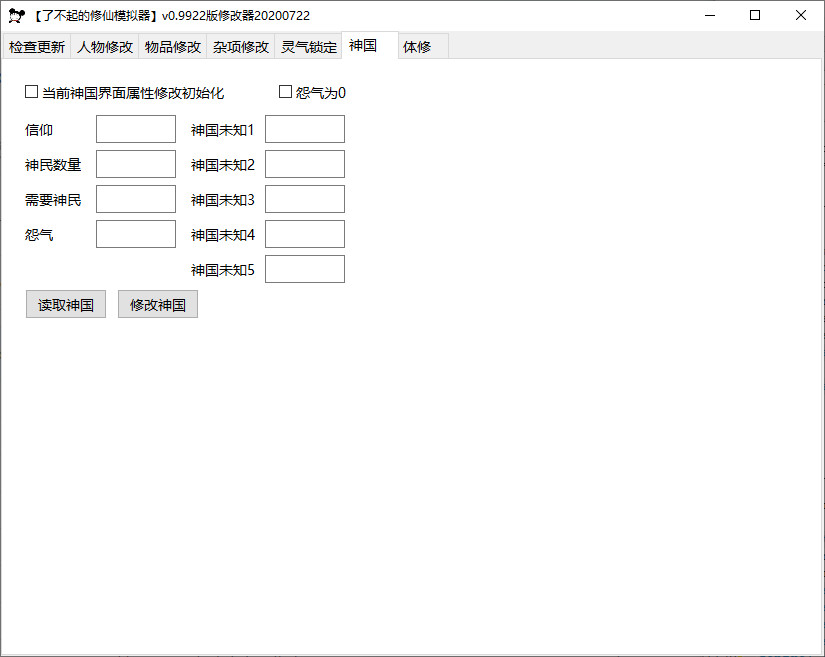 【了不起的修仙模拟器】v0.9922版修改器20200722
检查更新 人物修改 物品修改 杂项修改 灵气锁定 神国 体修
当前神国界面属性修改初始化 怨气为0
信仰 神国未知1
神民数量 神国未知2
需要神民 神国未知3
怨气 神国未知4
神国未知5
读取神国 修改神国